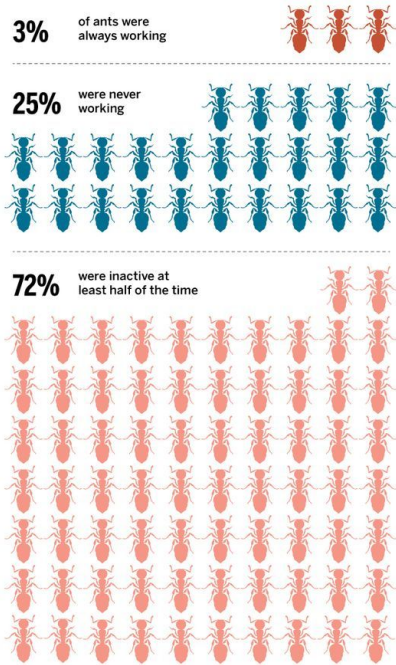 3%
of ants were
always working
25%
were never
working
72%
were inactive at
least half of the time